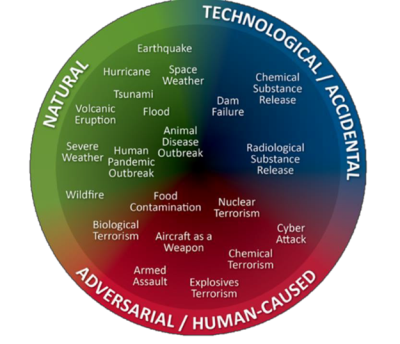 TECHNOLOGICAL / ACCIDENTAL
NATURAL
Earthquake
Hurricane
Space
Weather
Tsunami
Volcanic
Eruption
Flood
Dam
Failure
Chemical
Substance
Release
Severe
Weather
Human
Pandemic
Outbreak
Animal
Disease
Outbreak
Radiological
Substance
Release
Wildfire
Food
Contamination
Nuclear
Terrorism
Biological
Terrorism
Aircraft as a
Weapon
Cyber
Attack
Chemical
Terrorism
Armed
Assault
Explosives
Terrorism
ADVERSARIAL / HUMAN-CAUSED